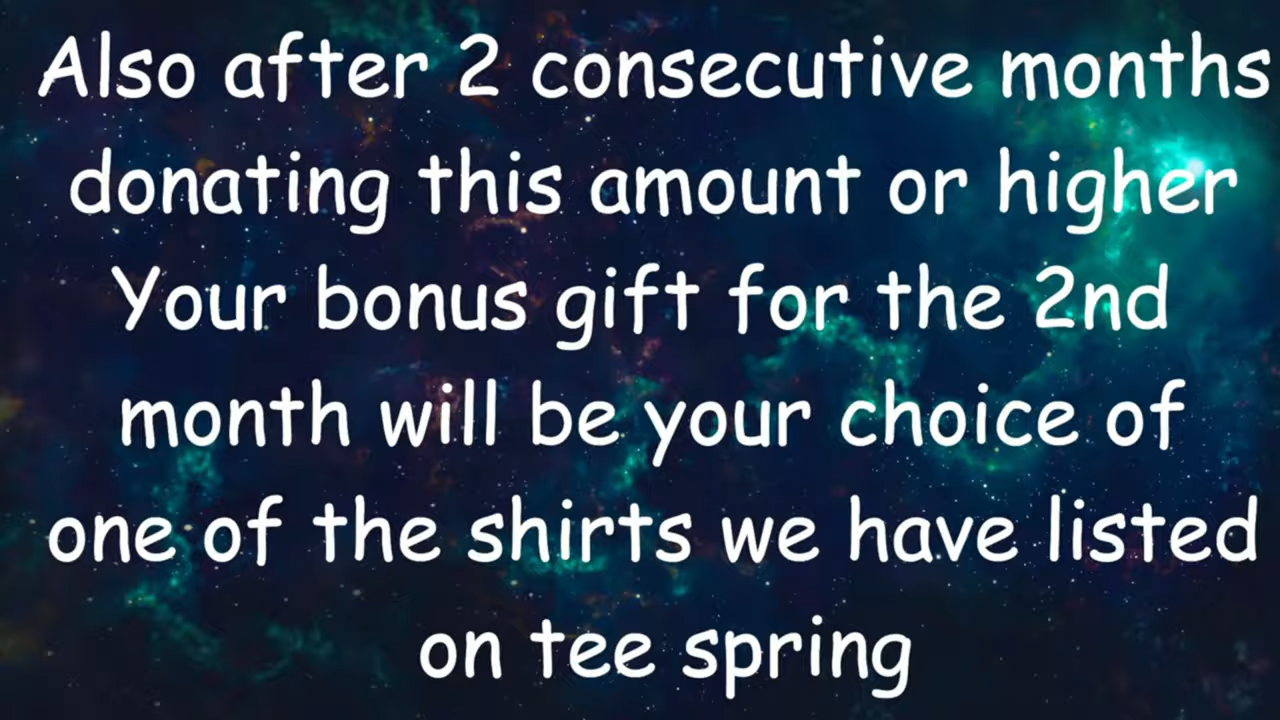 Also after 2 consecutive months
donating this amount or higher
Your bonus gift for the 2nd
month will be your choice of
one of the shirts we have listed
on tee spring